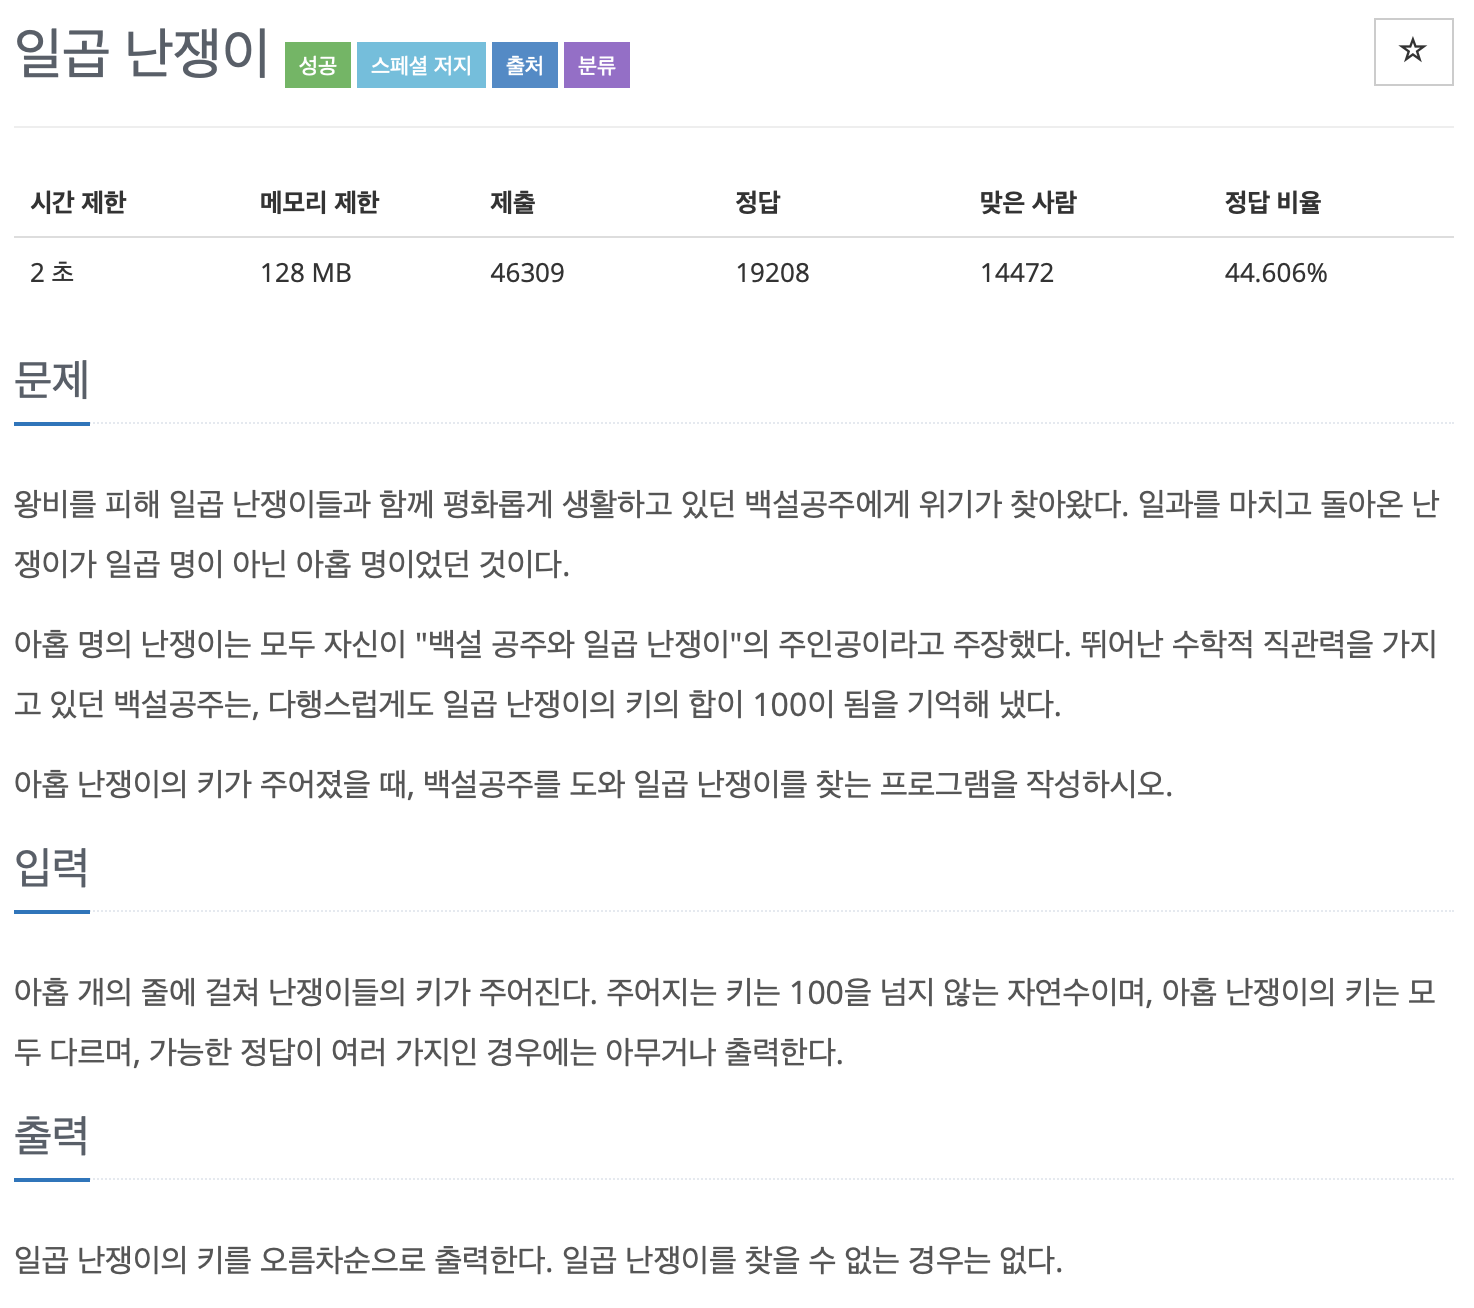 일곱 난쟁이 성공 스페셜 저지 출처 분류
☆
시간 제한 메모리 제한 제출 정답 맞은 사람 정답 비율
2 초 128 MB 46309 19208 14472 44.606%
문제
왕비를 피해 일곱 난쟁이들과 함께 평화롭게 생활하고 있던 백설공주에게 위기가 찾아왔다. 일과를 마치고 돌아온 난
쟁이가 일곱 명이 아닌 아홉 명이었던 것이다.
아홉 명의 난쟁이는 모두 자신이 "백설 공주와 일곱 난쟁이"의 주인공이라고 주장했다. 뛰어난 수학적 직관력을 가지
고 있던 백설공주는, 다행스럽게도 일곱 난쟁이의 키의 합이 100이 됨을 기억해 냈다.
아홉 난쟁이의 키가 주어졌을 때, 백설공주를 도와 일곱 난쟁이를 찾는 프로그램을 작성하시오.
입력
아홉 개의 줄에 걸쳐 난쟁이들의 키가 주어진다. 주어지는 키는 100을 넘지 않는 자연수이며, 아홉 난쟁이의 키는 모
두 다르며, 가능한 정답이 여러 가지인 경우에는 아무거나 출력한다.
출력
일곱 난쟁이의 키를 오름차순으로 출력한다. 일곱 난쟁이를 찾을 수 없는 경우는 없다.